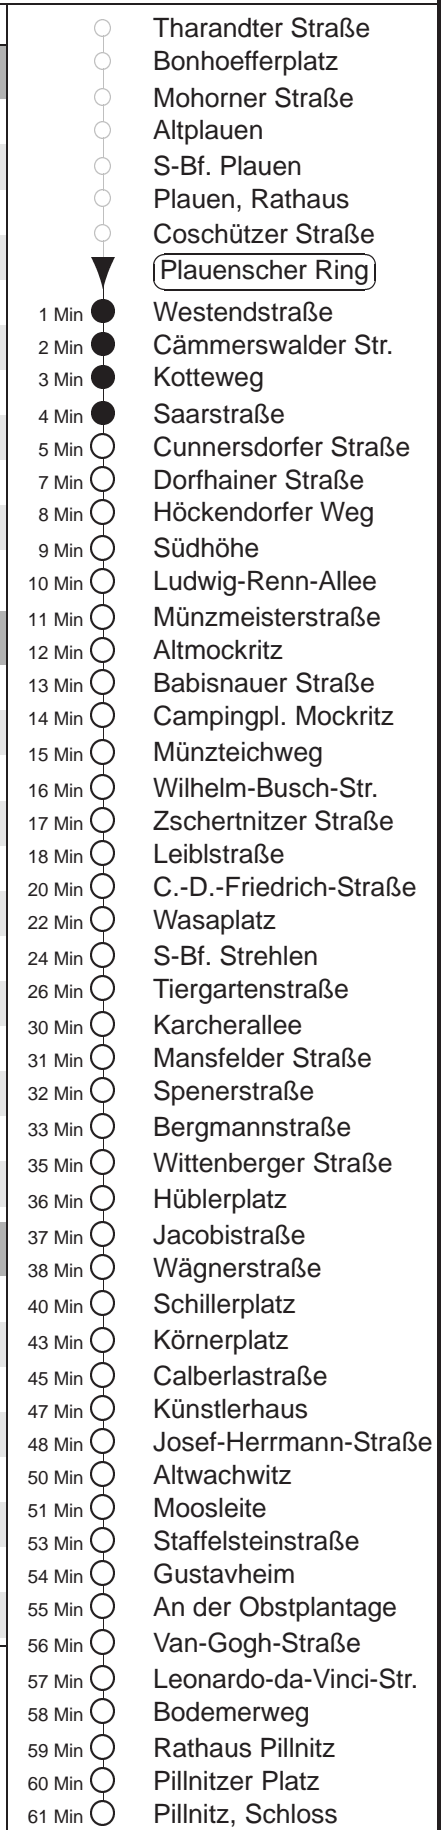 Tharandter Straße
Bonhoefferplatz
Mohorner Straße
Altplauen
S-Bf. Plauen
Plauen, Rathaus
Coschützer Straße
Plauenscher Ring
1 Min Westendstraße
2 Min Cämmerswalder Str.
3 Min Kotteweg
4 Min Saarstraße
5 Min Cunnersdorfer Straße
7 Min Dorfhainer Straße
8 Min Höckendorfer Weg
9 Min Südhöhe
10 Min Ludwig-Renn-Allee
11 Min Münzmeisterstraße
12 Min Altmockritz
13 Min Babisnauer Straße
14 Min Campingpl. Mockritz
15 Min Münzteichweg
16 Min Wilhelm-Busch-Str.
17 Min Zschertnitzer Straße
18 Min Leiblstraße
20 Min C.-D.-Friedrich-Straße
22 Min Wasaplatz
24 Min S-Bf. Strehlen
26 Min Tiergartenstraße
30 Min Karcherallee
31 Min Mansfelder Straße
32 Min Spenerstraße
33 Min Bergmannstraße
35 Min Wittenberger Straße
36 Min Hüblerplatz
37 Min Jacobistraße
38 Min Wägnerstraße
40 Min Schillerplatz
43 Min Körnerplatz
45 Min Calberlastraße
47 Min Künstlerhaus
48 Min Josef-Herrmann-Straße
50 Min Altwachwitz
51 Min Moosleite
53 Min Staffelsteinstraße
54 Min Gustavheim
55 Min An der Obstplantage
56 Min Van-Gogh-Straße
57 Min Leonardo-da-Vinci-Str.
58 Min Bodemerweg
59 Min Rathaus Pillnitz
60 Min Pillnitzer Platz
61 Min Pillnitz, Schloss